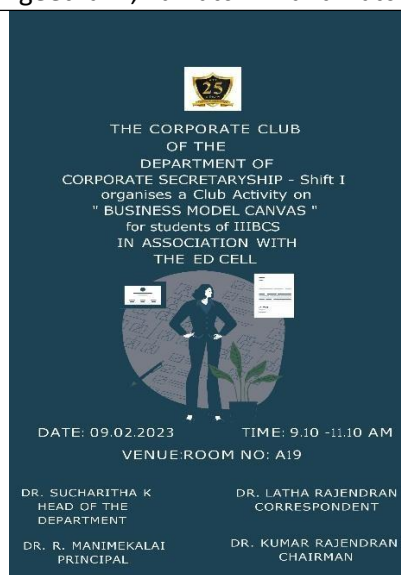 25
THE CORPORATE CLUB
OF THE
DEPARTMENT OF
CORPORATE SECRETARYSHIP - Shift I
organises a Club Activity on
" BUSINESS MODEL CANVAS "
for students of IIIBCS
IN ASSOCIATION WITH
THE ED CELL
DATE: 09.02.2023 TIME: 9.10 -11.10 AM
VENUE:ROOM NO: A19
DR. SUCHARITHA K
HEAD OF THE
DEPARTMENT
DR. LATHA RAJENDRAN
CORRESPONDENT
DR. R. MANIMEKALAI
PRINCIPAL
DR. KUMAR RAJENDRAN
CHAIRMAN